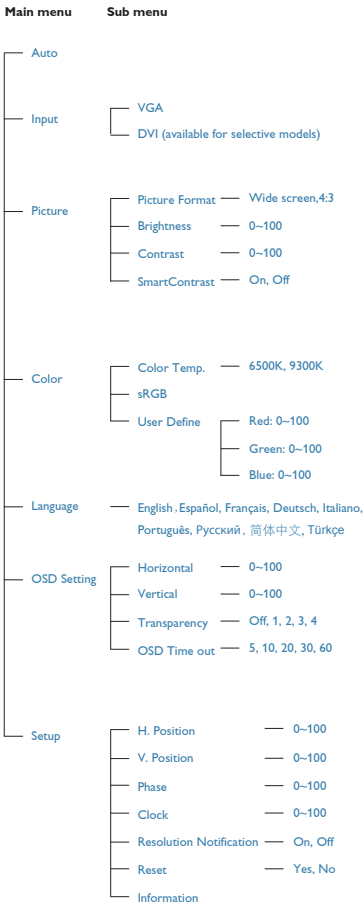 Main menu Sub menu
Auto
Input
VGA
DVI (available for selective models)
Picture
Picture Format Wide screen,4:3
Brightness 0~100
Contrast 0~100
SmartContrast On, Off
Color
Color Temp. 6500K, 9300K
sRGB
User Define Red: 0~100
Green: 0~100
Blue: 0~100
Language English , Español, Français, Deutsch, Italiano,
Português, Русский, 简体中文, Türkçe
OSD Setting
Horizontal 0~100
Vertical 0~100
Transparency Off, 1, 2, 3, 4
OSD Time out 5, 10, 20, 30, 60
Setup
H. Position 0~100
V. Position 0~100
Phase 0~100
Clock 0~100
Resolution Notification On, Off
Reset Yes, No
Information